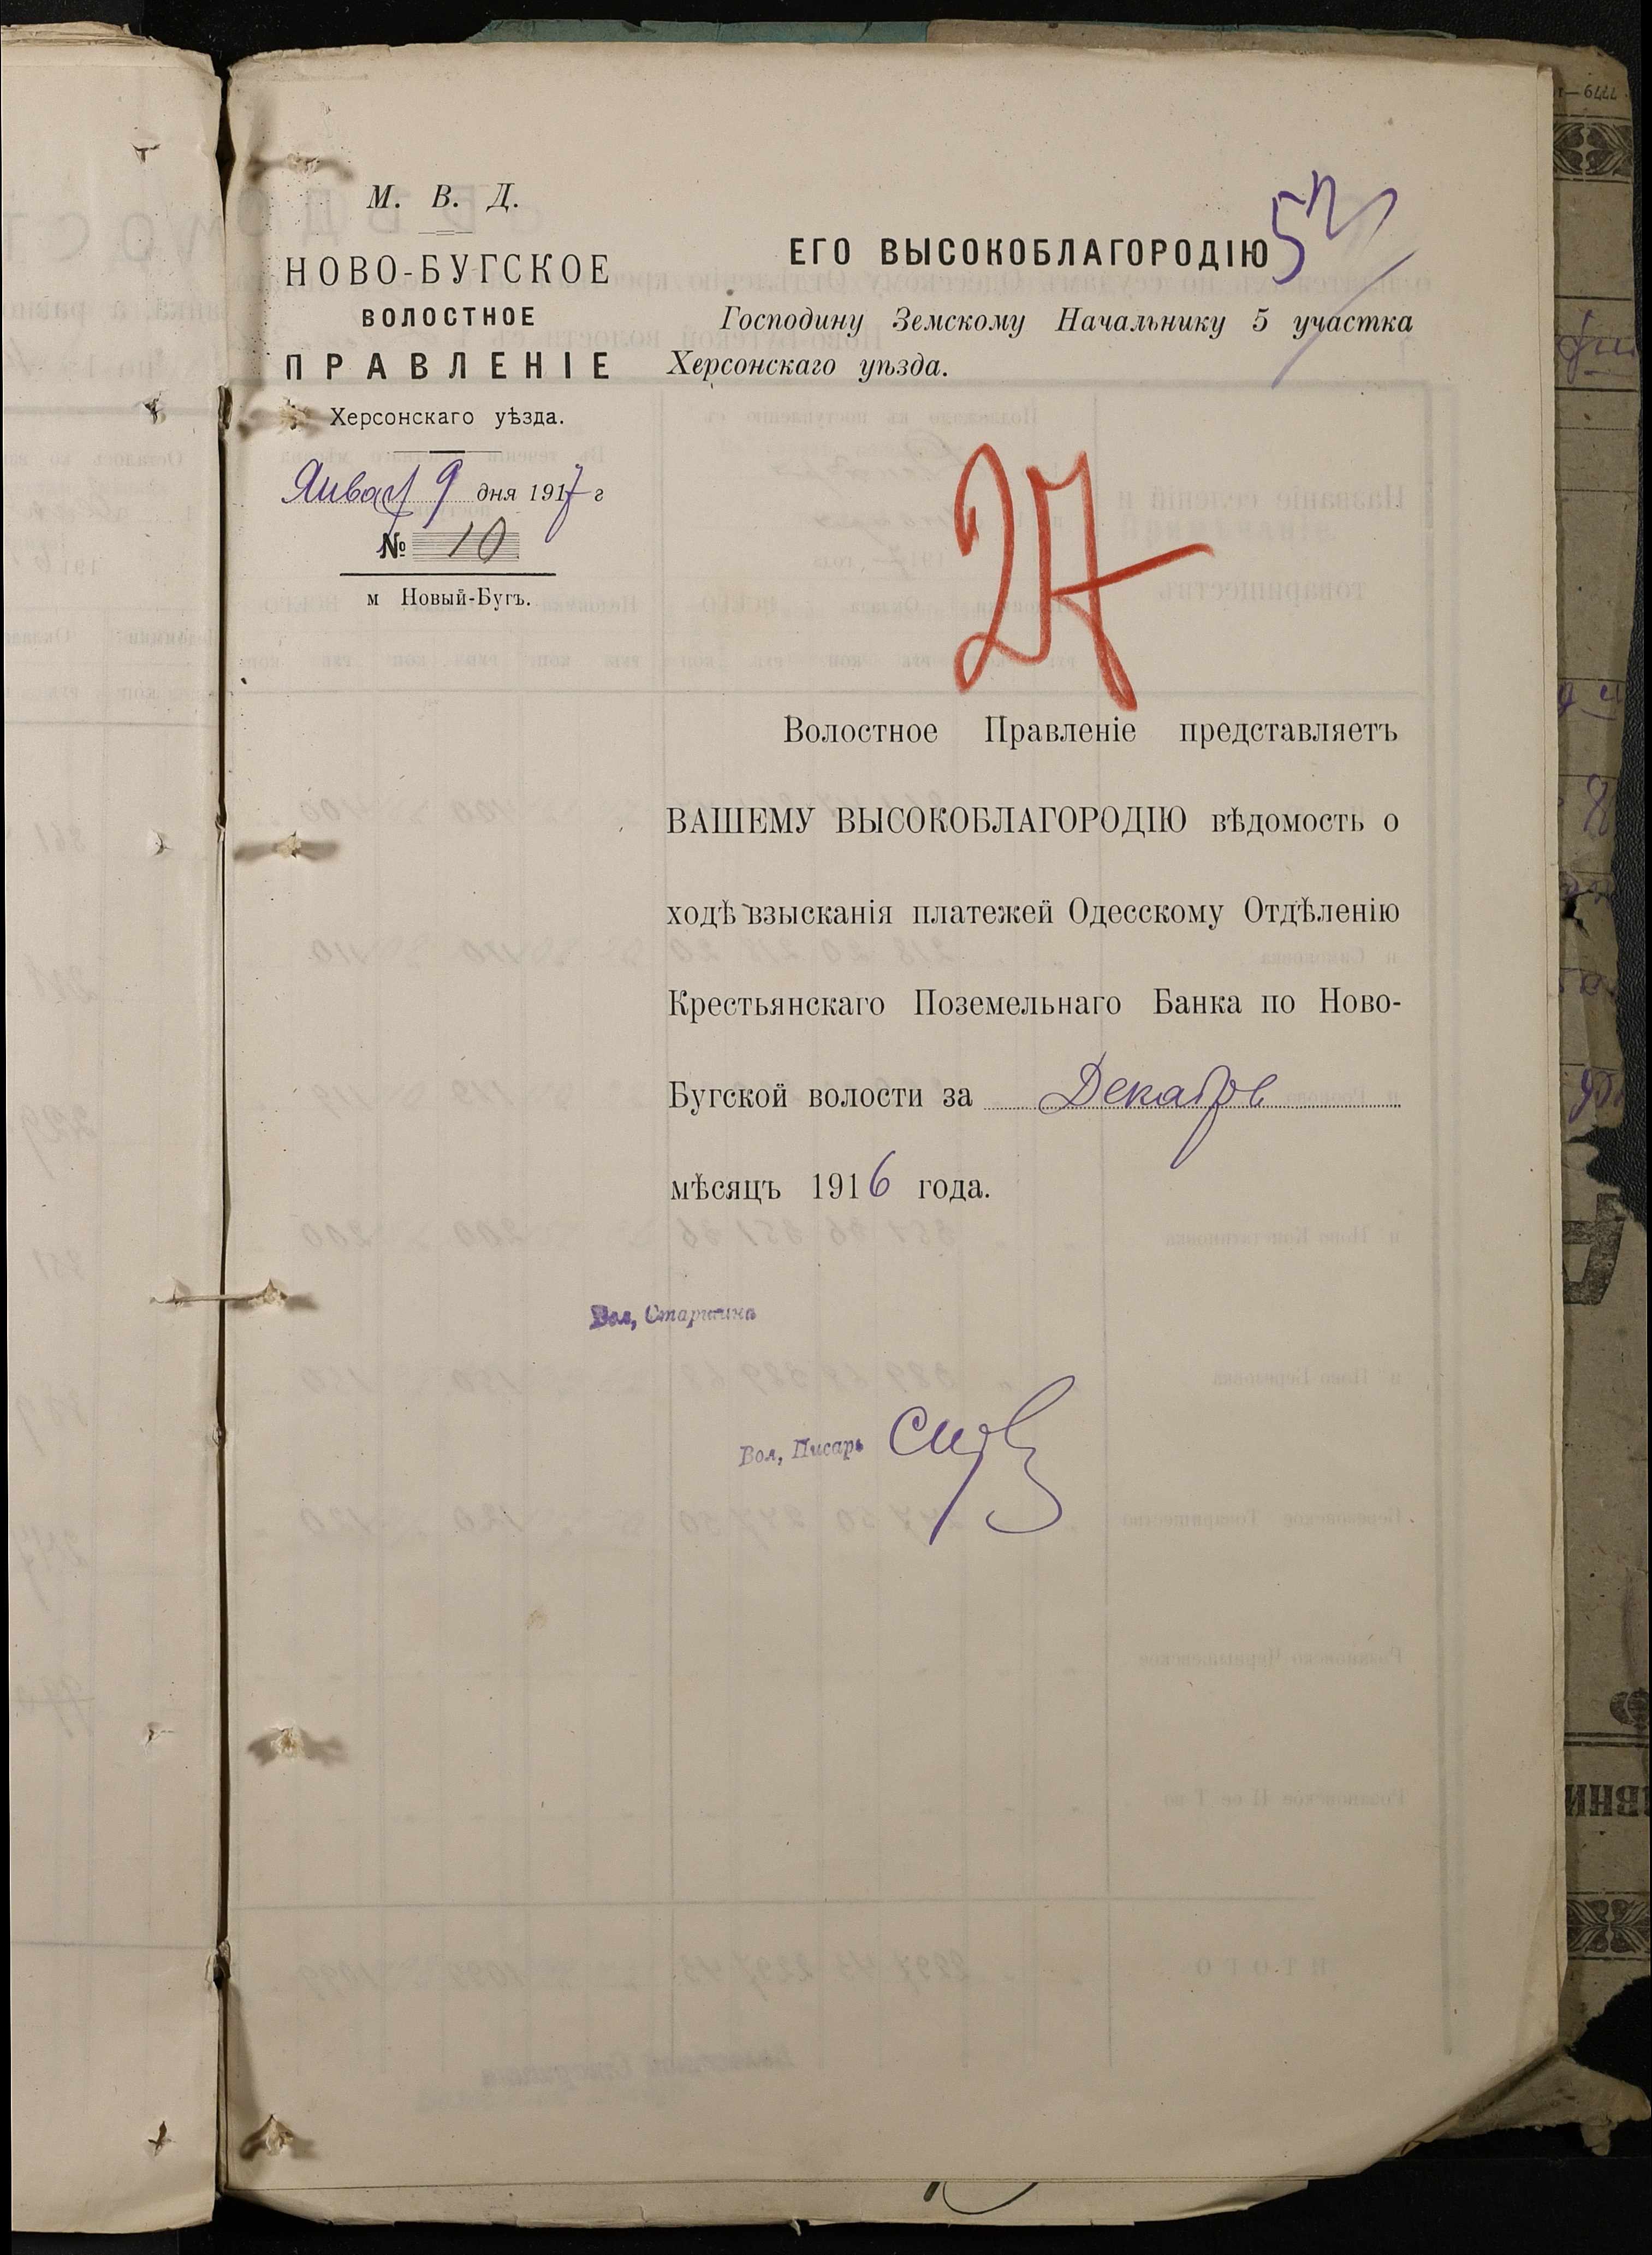 М. В. Д.
НОВО-БУГСКОЕ
ВОЛОСТНОЕ
ПРАВЛЕНІЕ
Херсонскаго уѣзда.
Января 9 дня 1917 г
№ 10
м Новый-Бугъ.
ЕГО ВЫСОКОБЛАГОРОДІЮ
Господину Земскому Начальнику 5 участка
Херсонскаго уѣзда.
27
Волостное Правленіе представляетъ
ВАШЕМУ ВЫСОКОБЛАГОРОДІЮ вѣдомость о
ходѣ взысканія платежей Одесскому Отдѣленію
Крестьянскаго Поземельнаго Банка по Ново-
Бугской волости за Декабрь
мѣсяцъ 1916 года.
Вол, Старшина
Вол, Писарь